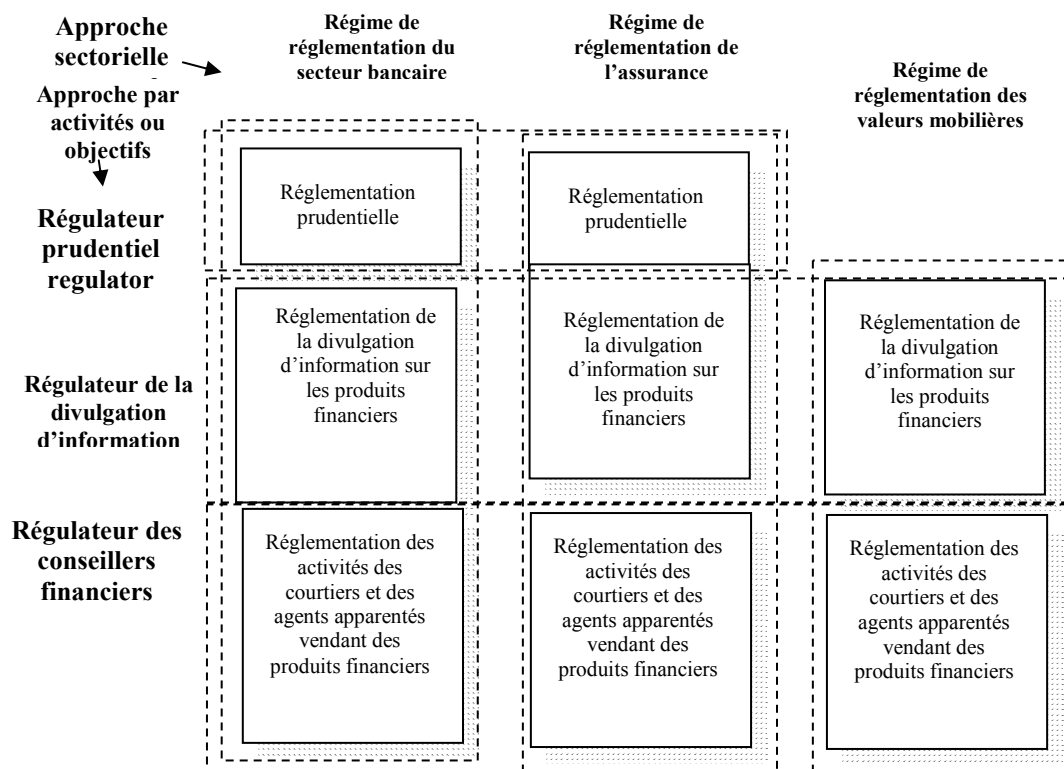 Approche
sectorielle
Régime de
réglementation du
secteur bancaire
Régime de
réglementation de
l'assurance
Régime de
réglementation des
valeurs mobilières
Approche par
activités ou
objectifs
Régulateur
prudentiel
regulator
Réglementation
prudentielle
Réglementation
prudentielle
Régulateur de la
divulgation
d'information
Réglementation de
la divulgation
d'information sur
les produits
financiers
Réglementation de
la divulgation
d'information sur
les produits
financiers
Réglementation de
la divulgation
d'information sur
les produits
financiers
Régulateur des
conseillers
financiers
Réglementation des
activités des
courtiers et des
agents apparentés
vendant des
produits financiers
Réglementation des
activités des
courtiers et des
agents apparentés
vendant des
produits financiers
Réglementation des
activités des
courtiers et des
agents apparentés
vendant des
produits financiers